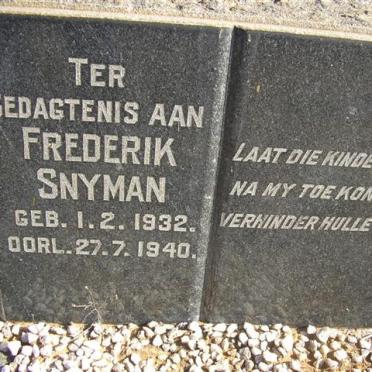 TER
GEDAGTENIS AAN
FREDERIK
SNYMAN
GEB. 1.2. 1932.
OORL. 27.7. 1940.
LAAT DIE KINDE
NA MY TOE KOM
VERHINDER HULLE